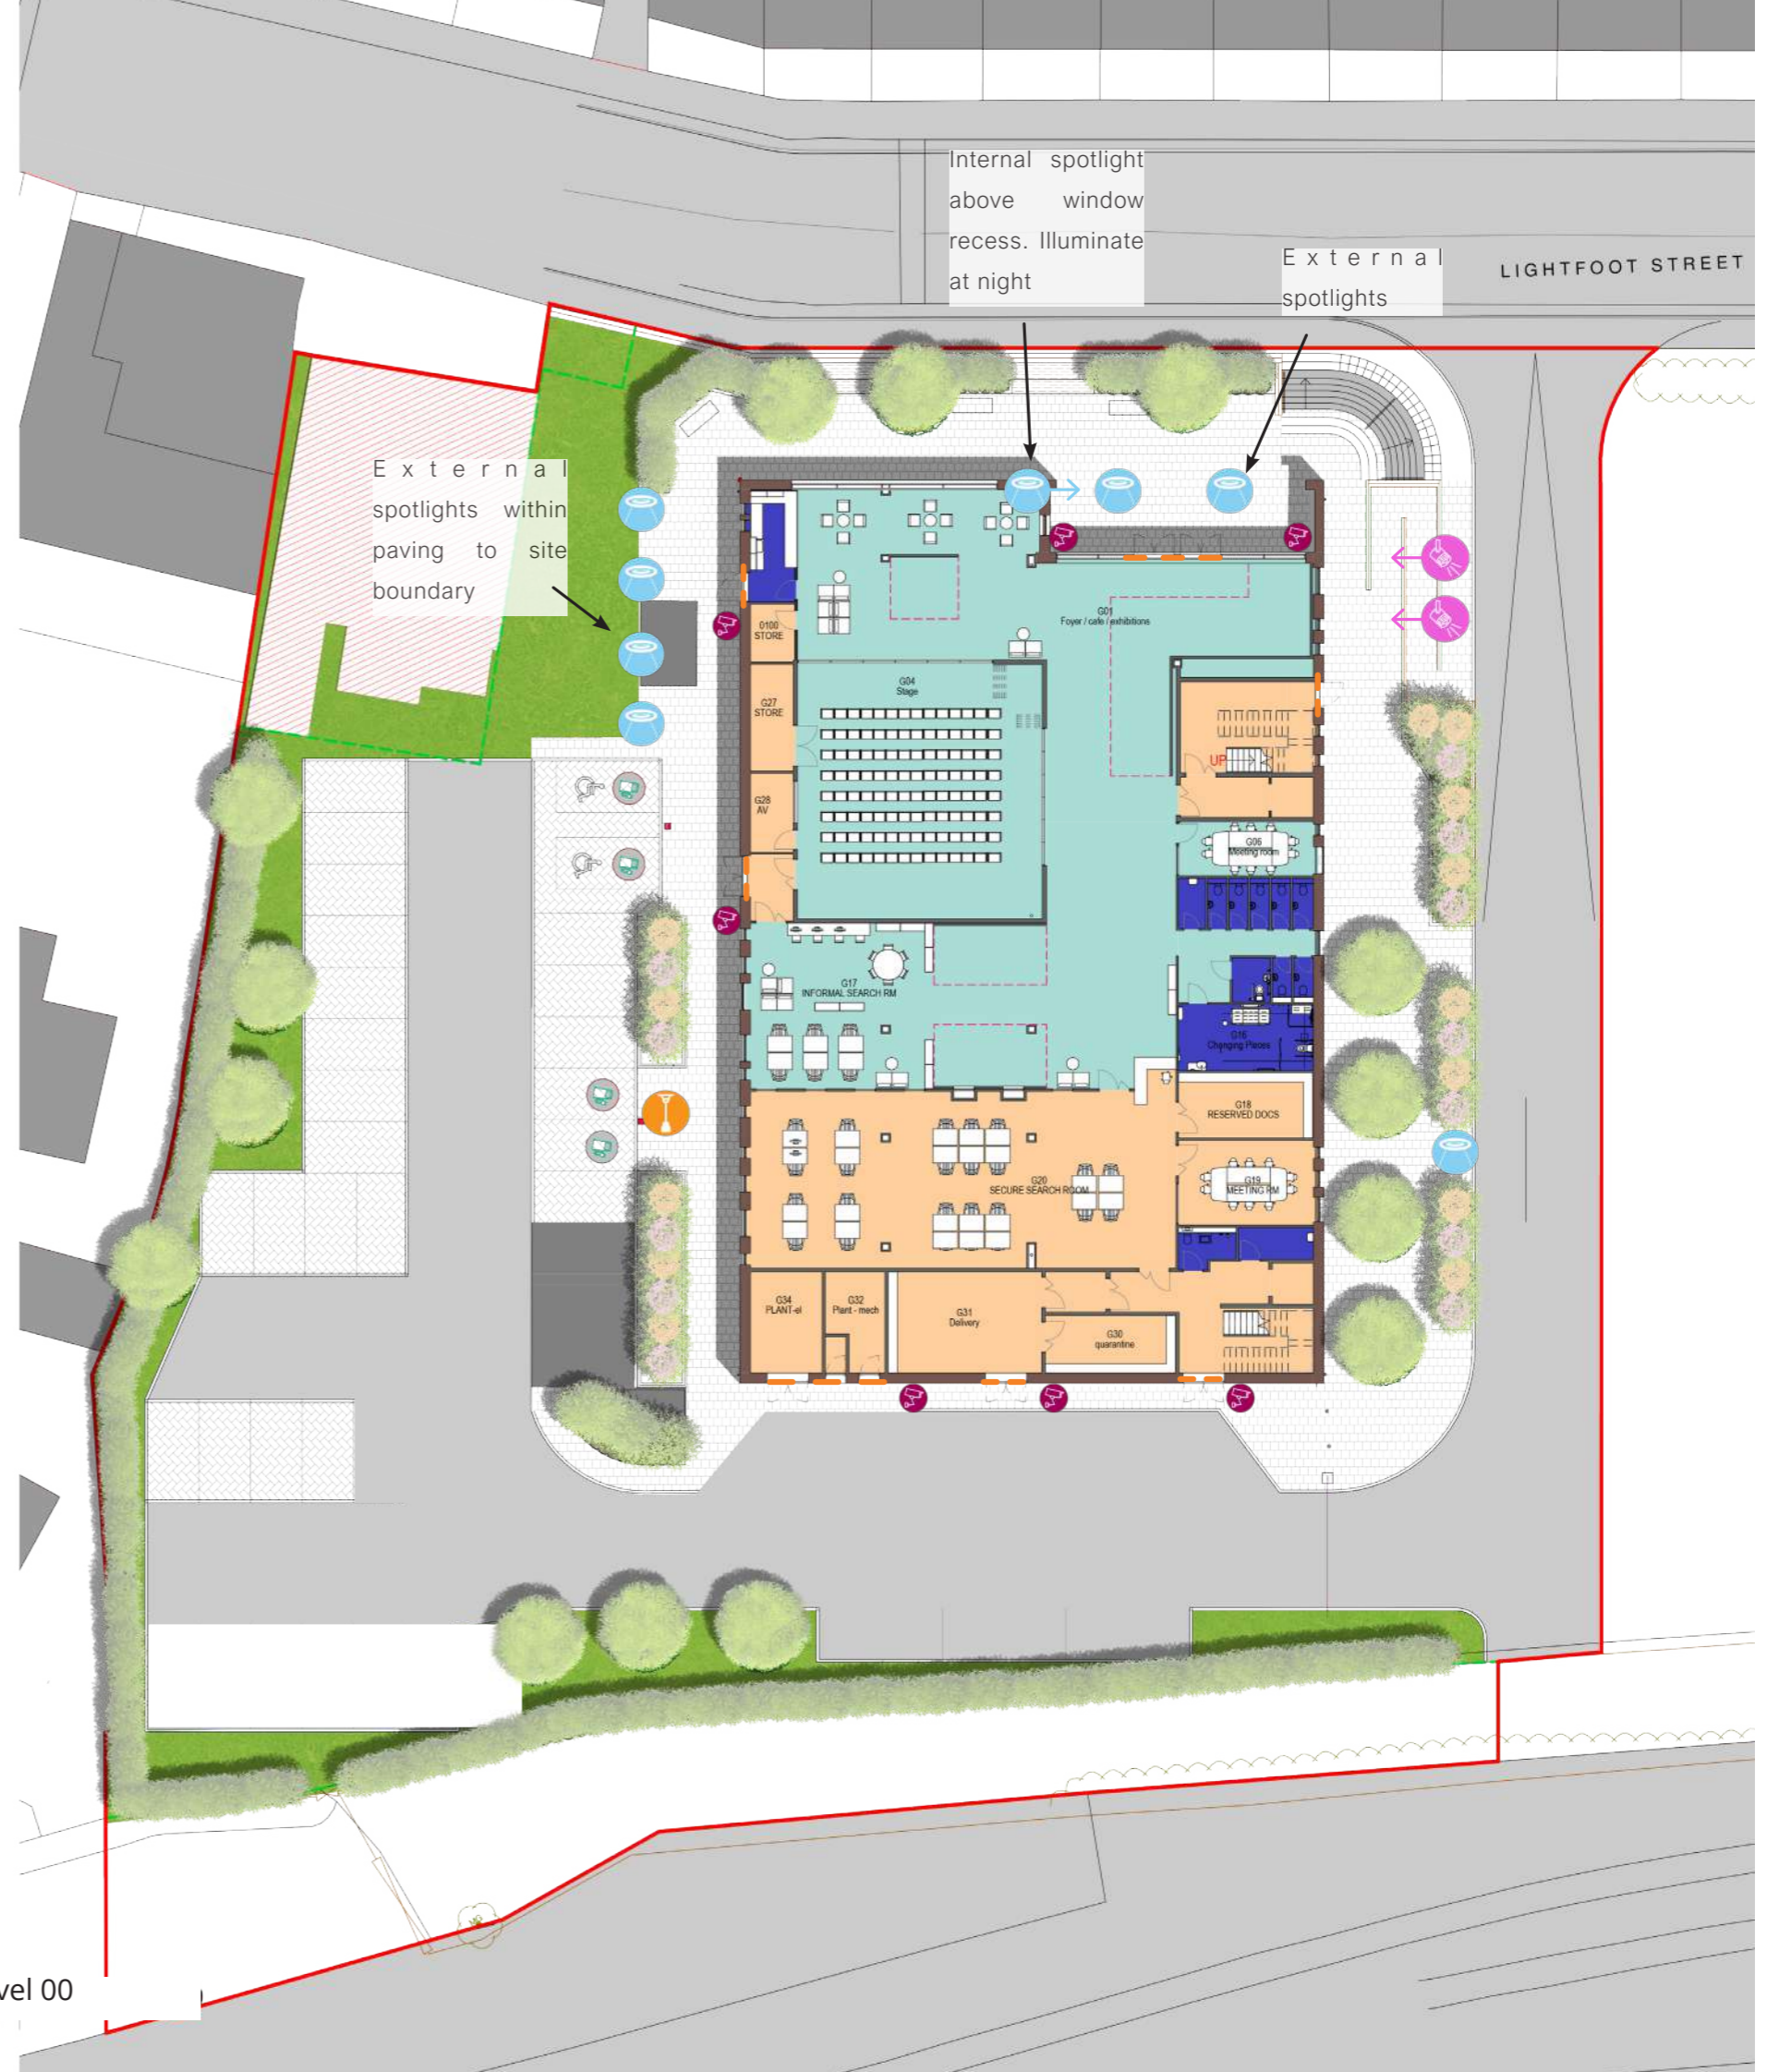 Internal spotlight
above window
recess. Illuminate
at night
External
spotlights
LIGHTFOOT STREET
External
spotlights within
paving to site
boundary
G01
Foyer / cafe / exhibitions
0100
STORE
G04
Stage
G27
STORE
UP
G28
AV
G06
Meeting room
G17
INFORMAL SEARCH RM
G16
Changing Places
G18
RESERVED DOCS
G20
SECURE SEARCH ROOM
G19
MEETING RM
G34
PLANT-el
G32
Plant - mech
G31
Delivery
G30
quarantine
vel 00